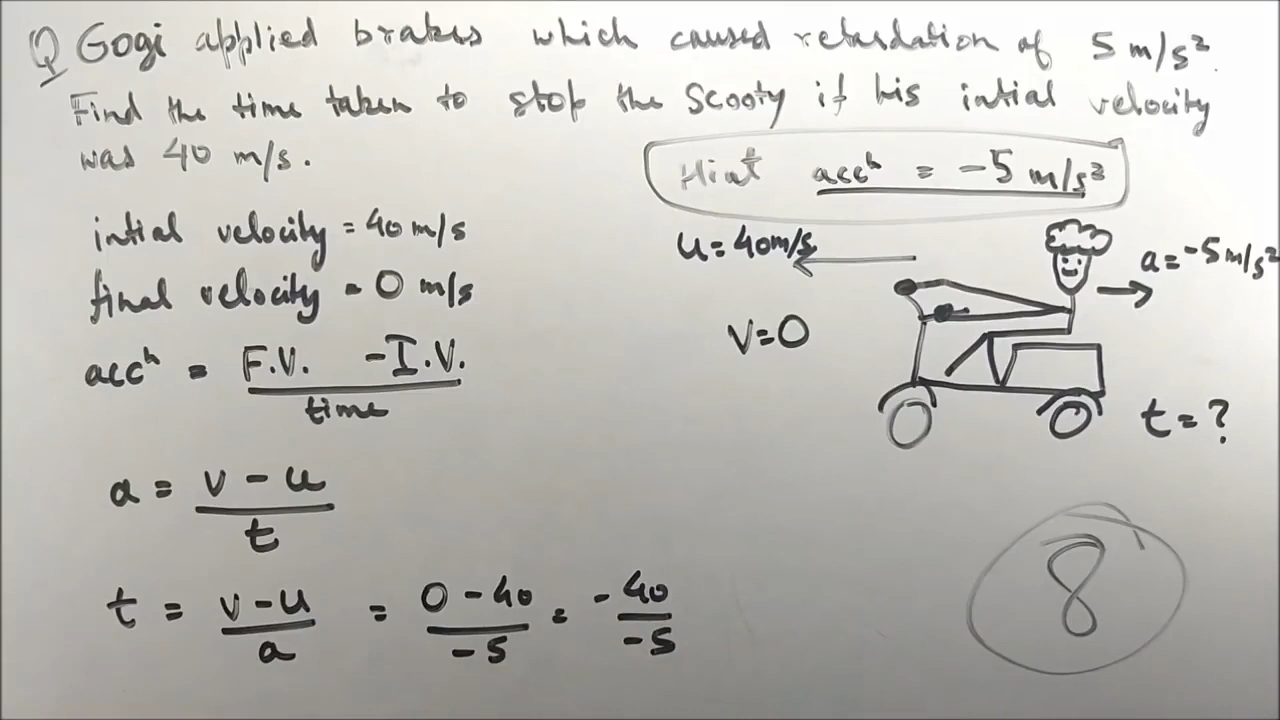 Q Gogi applied brakes which caused retardation of 5 m/s².
Find the time taken to stop the Scooty if his intial velocity
was 40 m/s.
Hint accⁿ = -5 m/s²
intial velocity = 40 m/s
final velocity = 0 m/s
accⁿ = F.V. - I.V. / time
u = 40m/s
a = -5 m/s²
v = 0
t = ?
a = v - u / t
t = v - u / a = 0 - 40 / -5 = -40 / -5
8